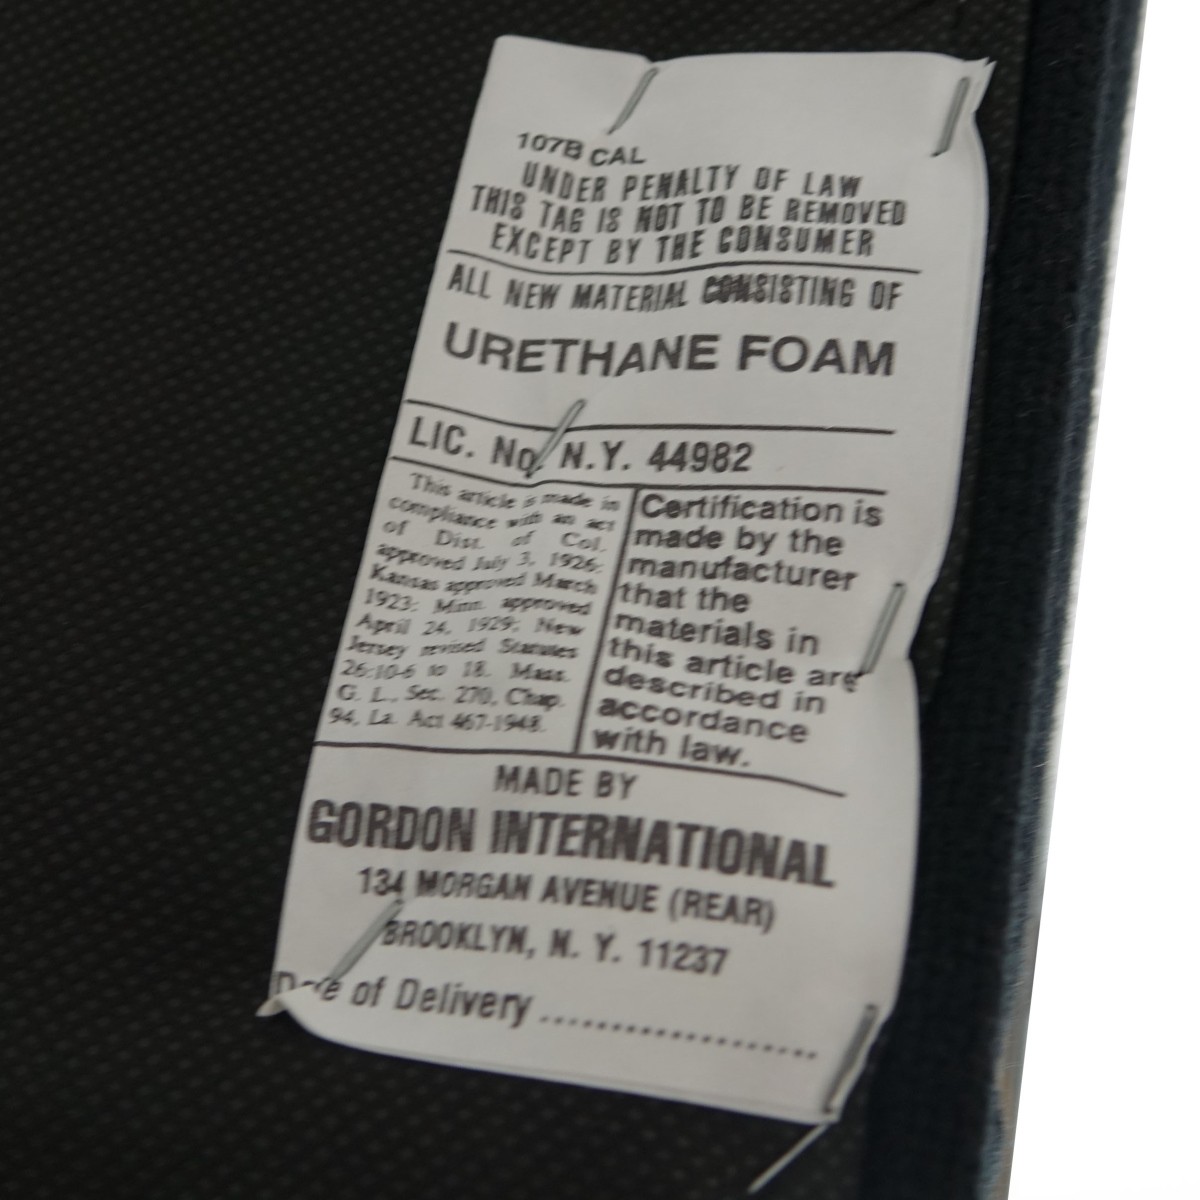 107B CAL
UNDER PENALTY OF LAW
THIS TAG IS NOT TO BE REMOVED
EXCEPT BY THE CONSUMER
ALL NEW MATERIAL CONSISTING OF
URETHANE FOAM
LIC. No. N.Y. 44982
This article is made in
compliance with an act
of Dist. of Col.
approved July 3, 1926;
Kansas approved March
1923; Minn. approved
April 24, 1929; New
Jersey revised Statutes
26:10-6 to 18. Mass.
G. L., Sec. 270, Chap.
94, La. Act 467-1948.
Certification is
made by the
manufacturer
that the
materials in
this article are
described in
accordance
with law.
MADE BY
GORDON INTERNATIONAL
134 MORGAN AVENUE (REAR)
BROOKLYN, N. Y. 11237
Date of Delivery ....................